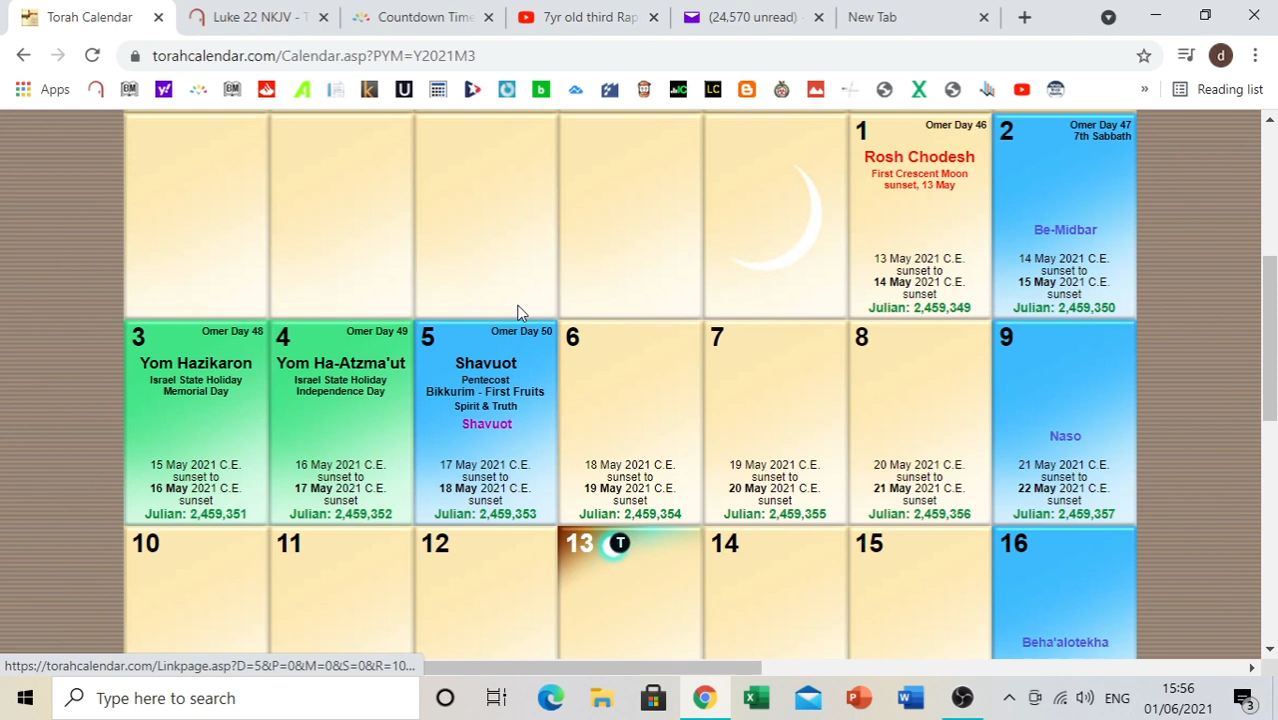 Torah Calendar
Luke 22 NKJV - T
Countdown Time
7yr old third Rap
(24,570 unread)
New Tab
torahcalendar.com/Calendar.asp?PYM=Y2021M3
d
Apps
BM
BM
k
U
b
IC
LC
X
»
Reading list
1
Omer Day 46
Rosh Chodesh
First Crescent Moon
sunset, 13 May
13 May 2021 C.E.
sunset to
14 May 2021 C.E.
sunset
Julian: 2,459,349
2
Omer Day 47
7th Sabbath
Be-Midbar
14 May 2021 C.E.
sunset to
15 May 2021 C.E.
sunset
Julian: 2,459,350
3
Omer Day 48
Yom Hazikaron
Israel State Holiday
Memorial Day
15 May 2021 C.E.
sunset to
16 May 2021 C.E.
sunset
Julian: 2,459,351
4
Omer Day 49
Yom Ha-Atzma'ut
Israel State Holiday
Independence Day
16 May 2021 C.E.
sunset to
17 May 2021 C.E.
sunset
Julian: 2,459,352
5
Omer Day 50
Shavuot
Pentecost
Bikkurim - First Fruits
Spirit & Truth
Shavuot
17 May 2021 C.E.
sunset to
18 May 2021 C.E.
sunset
Julian: 2,459,353
6
18 May 2021 C.E.
sunset to
19 May 2021 C.E.
sunset
Julian: 2,459,354
7
19 May 2021 C.E.
sunset to
20 May 2021 C.E.
sunset
Julian: 2,459,355
8
20 May 2021 C.E.
sunset to
21 May 2021 C.E.
sunset
Julian: 2,459,356
9
Naso
21 May 2021 C.E.
sunset to
22 May 2021 C.E.
sunset
Julian: 2,459,357
10
11
12
13 T
14
15
16
Beha'alotekha
https://torahcalendar.com/Linkpage.asp?D=5&P=0&M=0&S=0&R=10...
Type here to search
ENG
15:56
01/06/2021
3